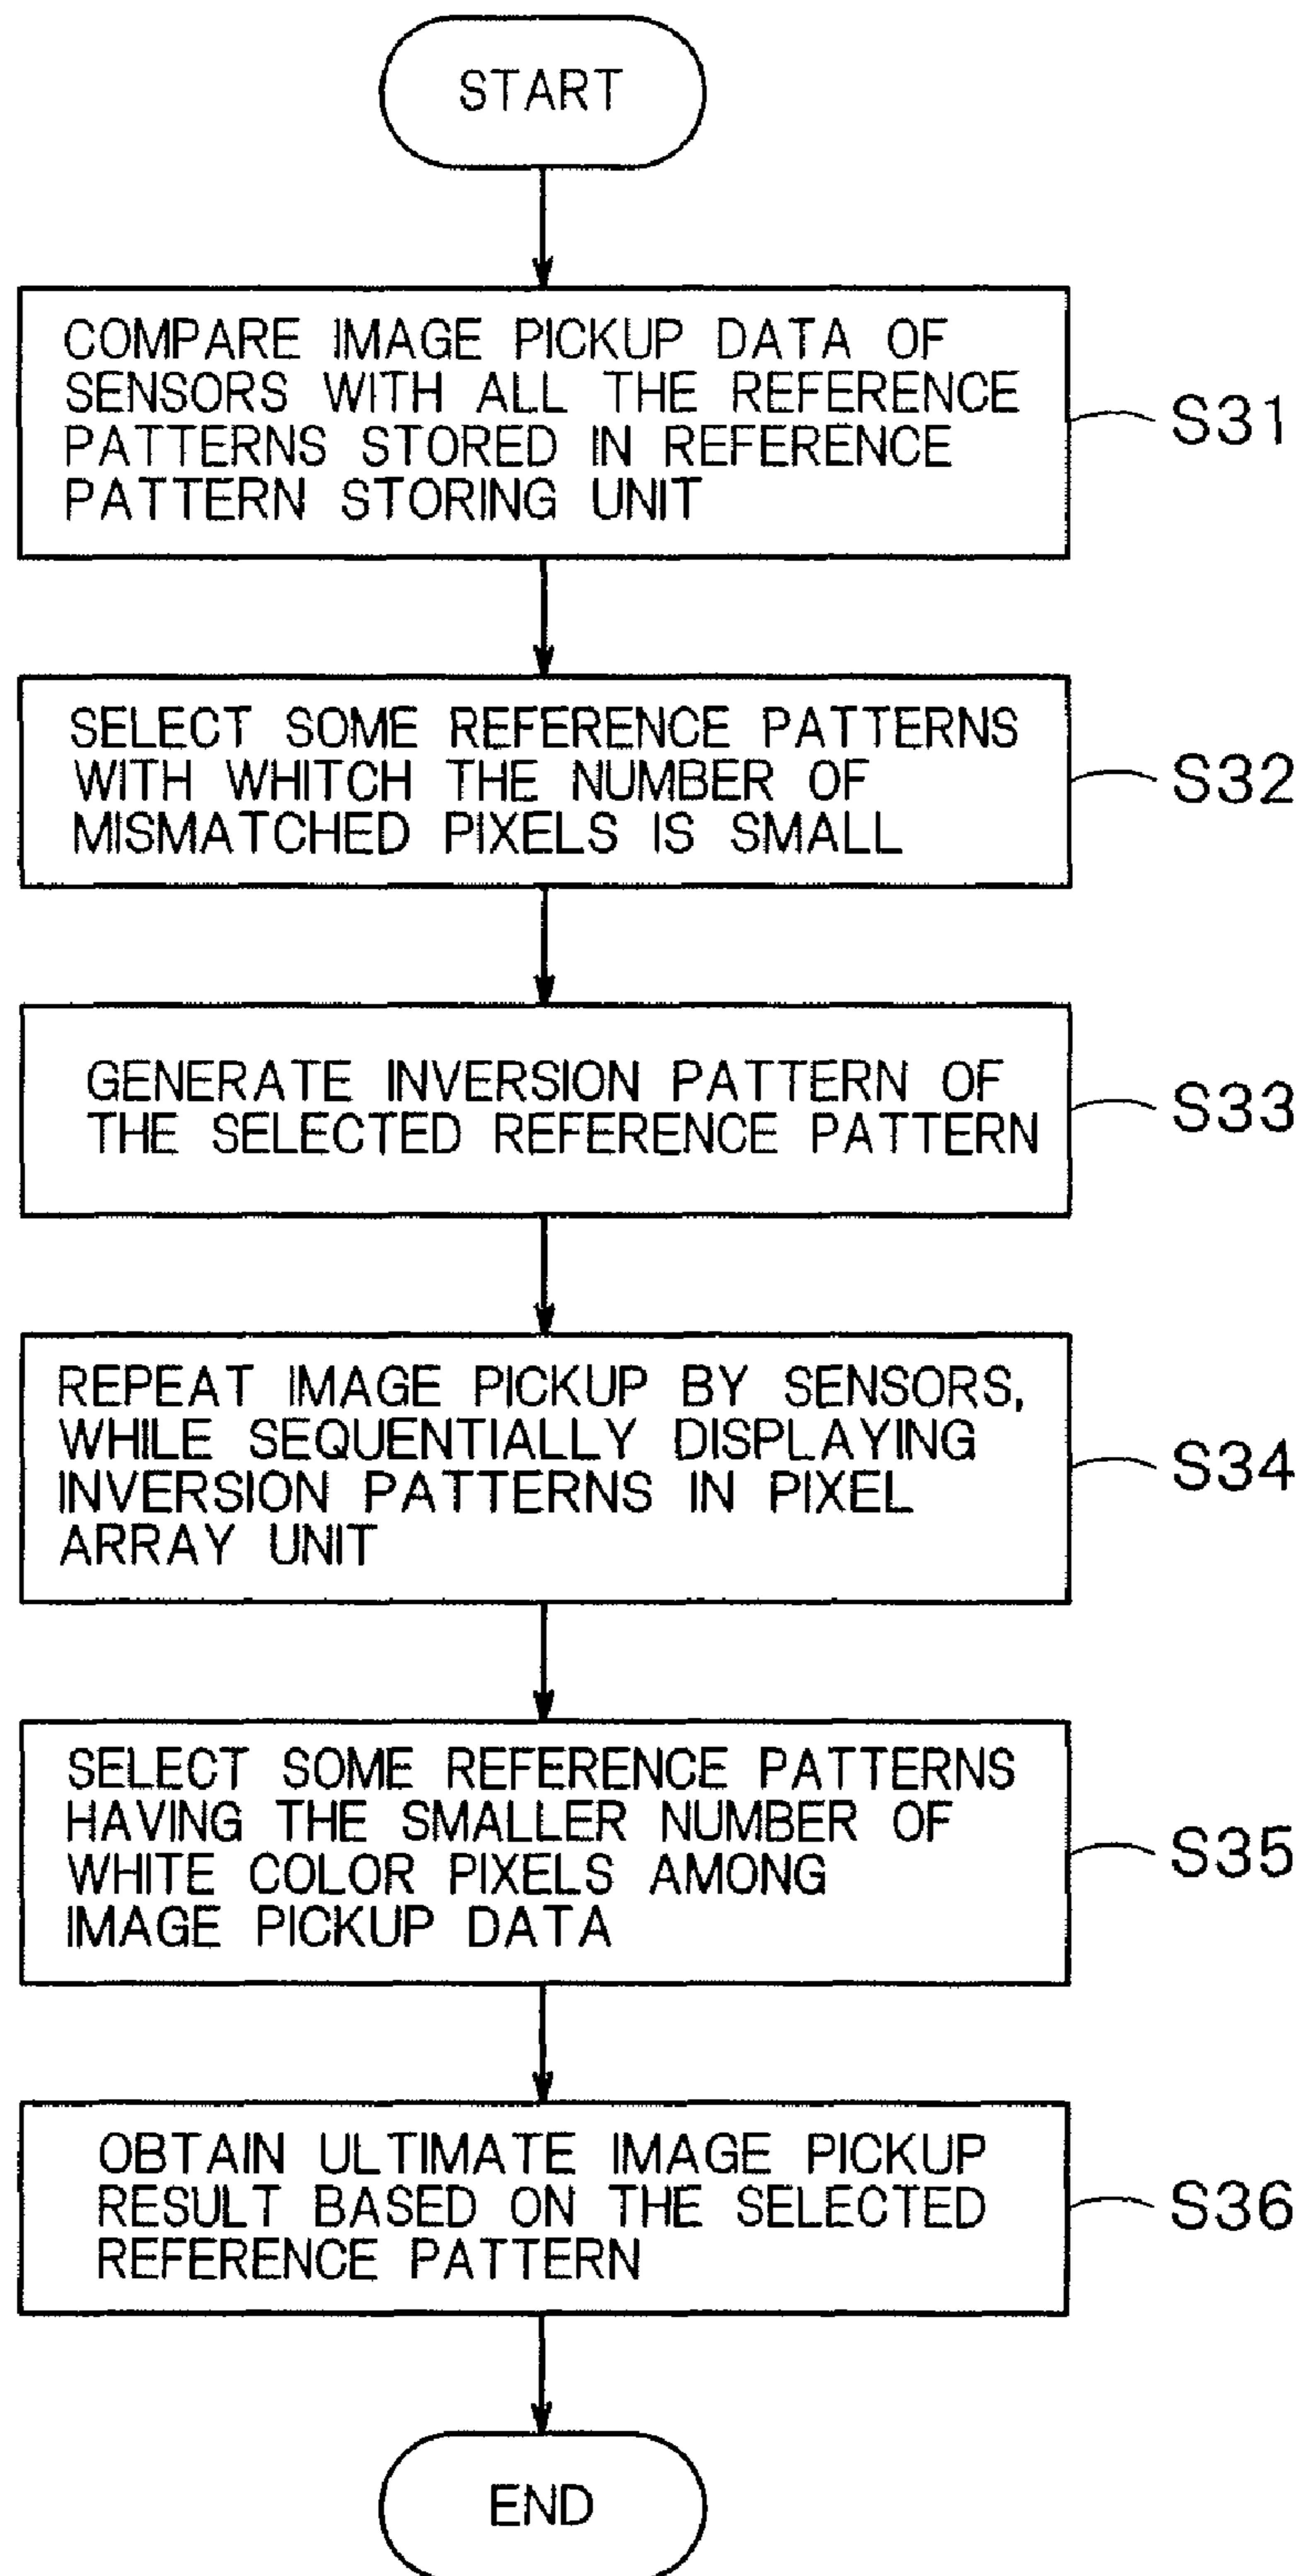 START
COMPARE IMAGE PICKUP DATA OF
SENSORS WITH ALL THE REFERENCE
PATTERNS STORED IN REFERENCE
PATTERN STORING UNIT
S31
SELECT SOME REFERENCE PATTERNS
WITH WHITCH THE NUMBER OF
MISMATCHED PIXELS IS SMALL
S32
GENERATE INVERSION PATTERN OF
THE SELECTED REFERENCE PATTERN
S33
REPEAT IMAGE PICKUP BY SENSORS,
WHILE SEQUENTIALLY DISPLAYING
INVERSION PATTERNS IN PIXEL
ARRAY UNIT
S34
SELECT SOME REFERENCE PATTERNS
HAVING THE SMALLER NUMBER OF
WHITE COLOR PIXELS AMONG
IMAGE PICKUP DATA
S35
OBTAIN ULTIMATE IMAGE PICKUP
RESULT BASED ON THE SELECTED
REFERENCE PATTERN
S36
END